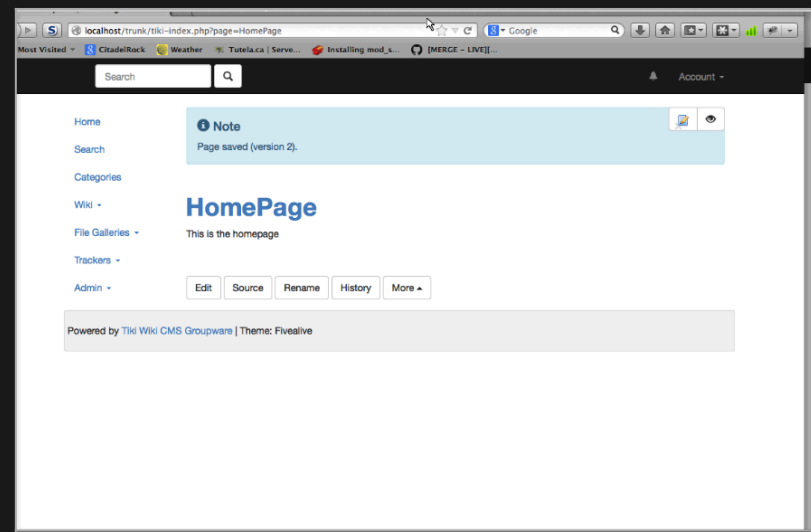 localhost/trunk/tiki-index.php?page=HomePage
Google
Most Visited
CitadelRock
Weather
Tutela.ca | Serve...
Installing mod_s...
[MERGE – LIVE][...
Search
Account
Home
Search
Categories
Wiki
File Galleries
Trackers
Admin
Note
Page saved (version 2).
HomePage
This is the homepage
Edit
Source
Rename
History
More
Powered by Tiki Wiki CMS Groupware | Theme: Fivealive